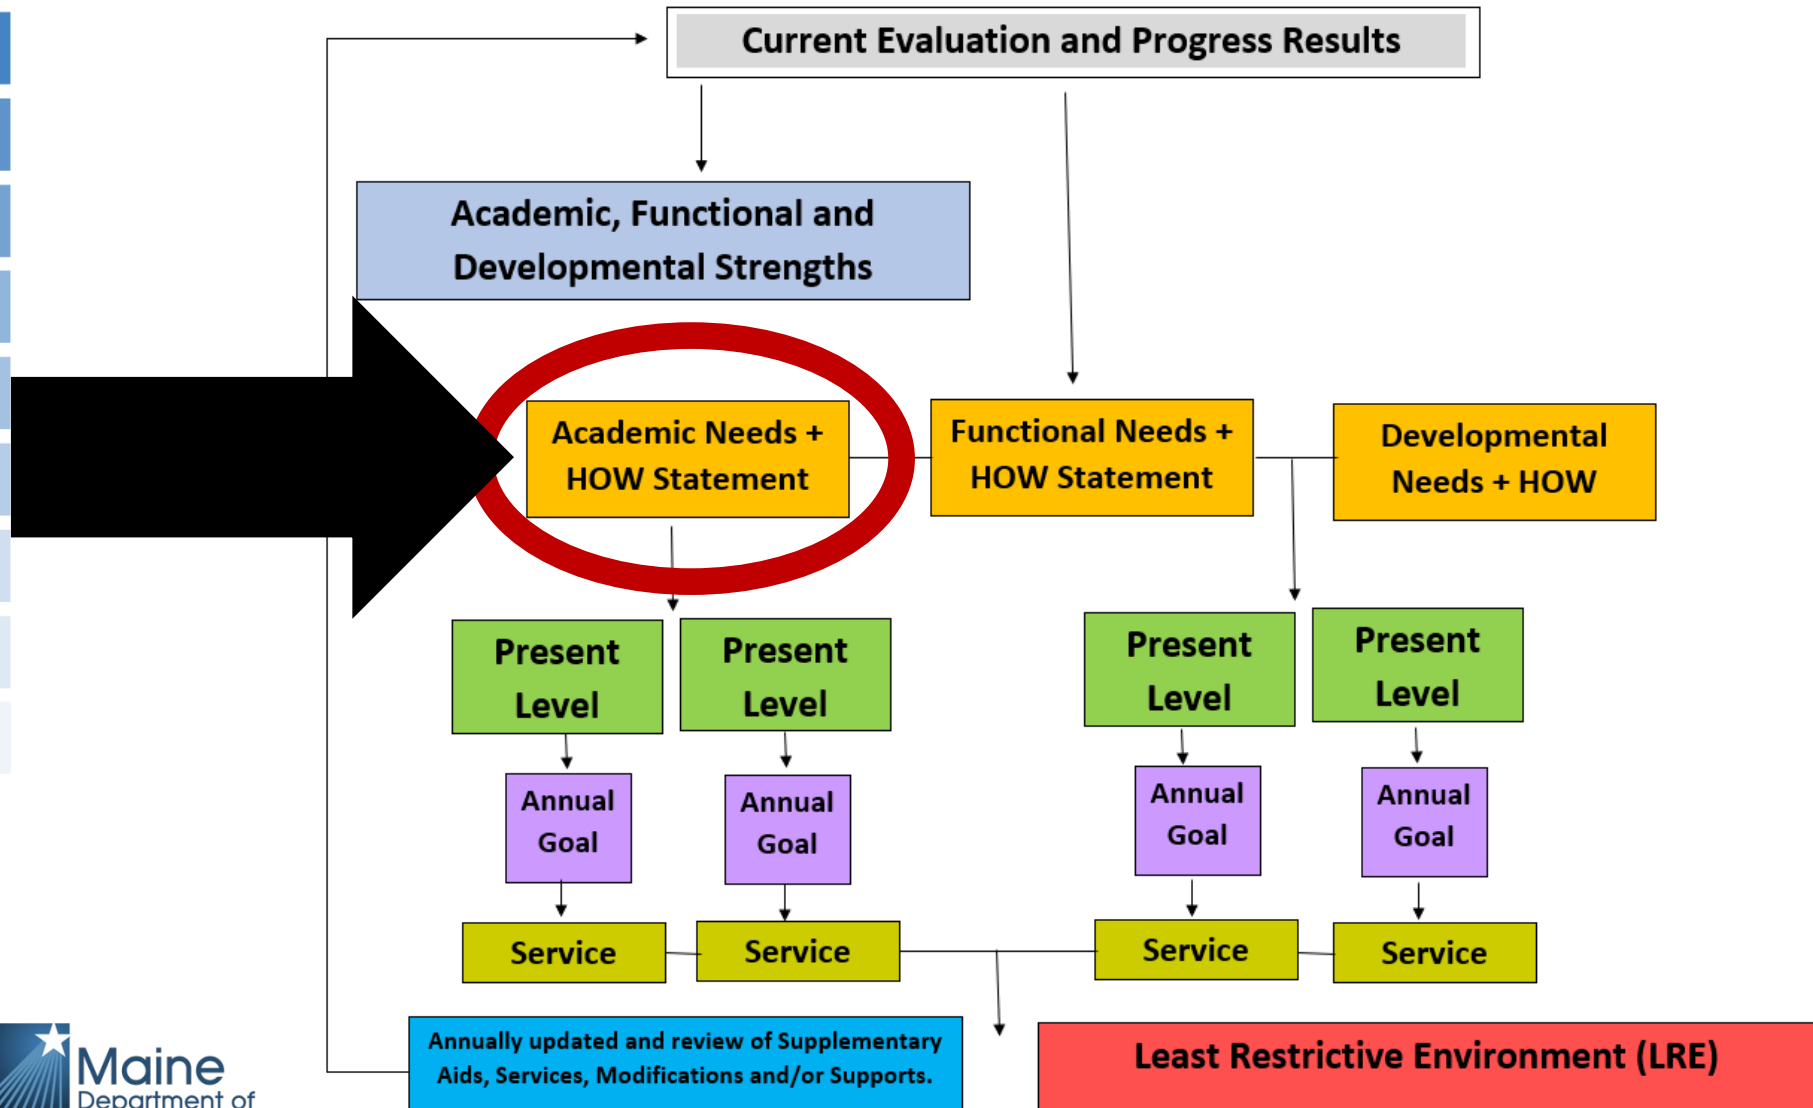 Current Evaluation and Progress Results
Academic, Functional and
Developmental Strengths
Academic Needs +
HOW Statement
Functional Needs +
HOW Statement
Developmental
Needs + HOW
Present
Level
Present
Level
Present
Level
Present
Level
Annual
Goal
Annual
Goal
Annual
Goal
Annual
Goal
Service
Service
Service
Service
Annually updated and review of Supplementary
Aids, Services, Modifications and/or Supports.
Least Restrictive Environment (LRE)
Maine
Department of